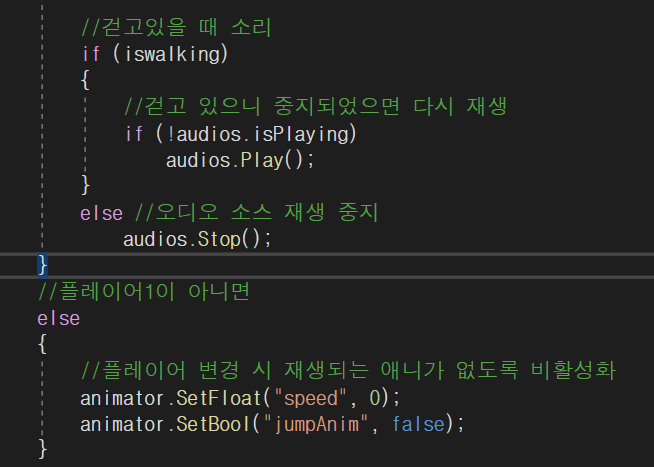 //걷고있을 때 소리
if (iswalking)
{
//걷고 있으니 중지되었으면 다시 재생
if (!audios.isPlaying)
audios.Play();
}
else //오디오 소스 재생 중지
audios.Stop();
}
//플레이어1이 아니면
else
{
//플레이어 변경 시 재생되는 애니가 없도록 비활성화
animator.SetFloat("speed", 0);
animator.SetBool("jumpAnim", false);
}